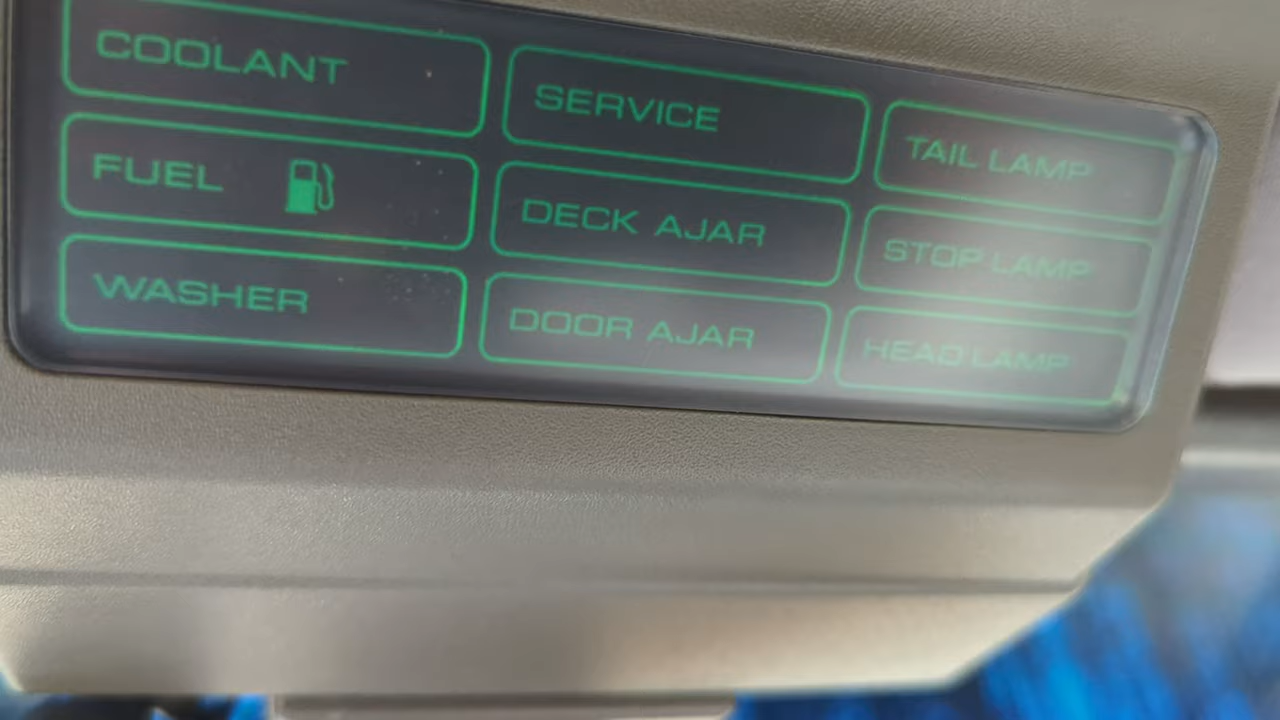 COOLANT
SERVICE
TAIL LAMP
FUEL
DECK AJAR
STOP LAMP
WASHER
DOOR AJAR
HEAD LAMP